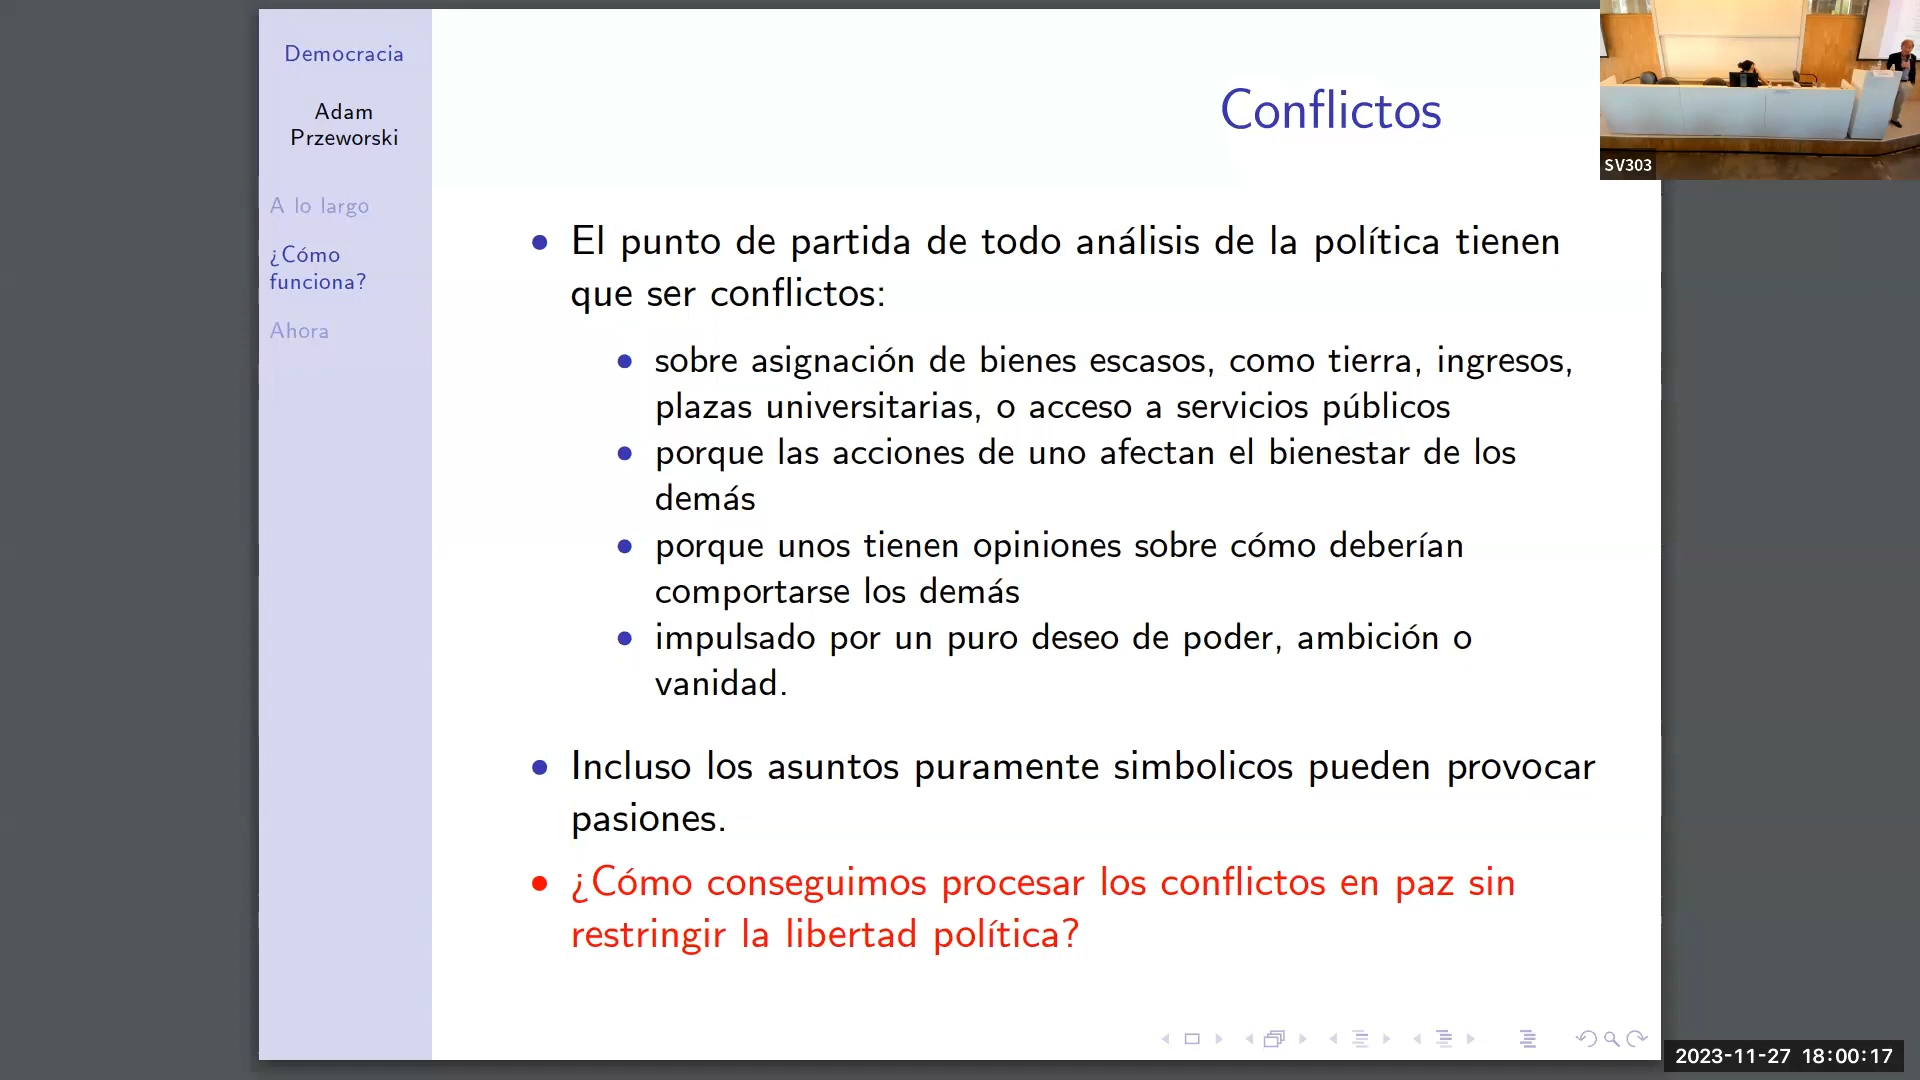 Democracia
Adam
Przeworski
A lo largo
¿Cómo
funciona?
Ahora
Conflictos
• El punto de partida de todo análisis de la política tienen
que ser conflictos:
• sobre asignación de bienes escasos, como tierra, ingresos,
plazas universitarias, o acceso a servicios públicos
• porque las acciones de uno afectan el bienestar de los
demás
• porque unos tienen opiniones sobre cómo deberían
comportarse los demás
• impulsado por un puro deseo de poder, ambición o
vanidad.
• Incluso los asuntos puramente simbolicos pueden provocar
pasiones.
• ¿Cómo conseguimos procesar los conflictos en paz sin
restringir la libertad política?
SV303
2023-11-27 18:00:17